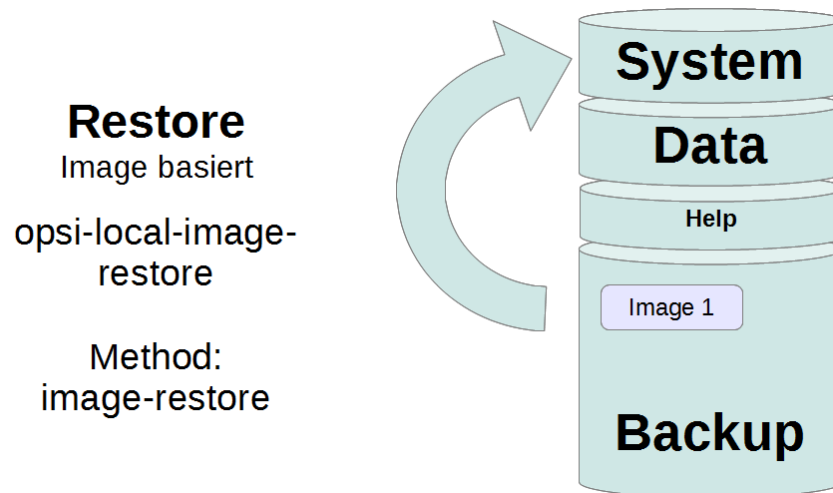 Restore
Image basiert
opsi-local-image-
restore
Method:
image-restore
System
Data
Help
Image 1
Backup